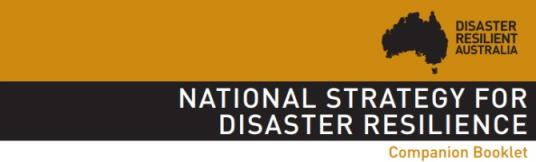 DISASTER
RESILIENT
AUSTRALIA
NATIONAL STRATEGY FOR
DISASTER RESILIENCE
Companion Booklet